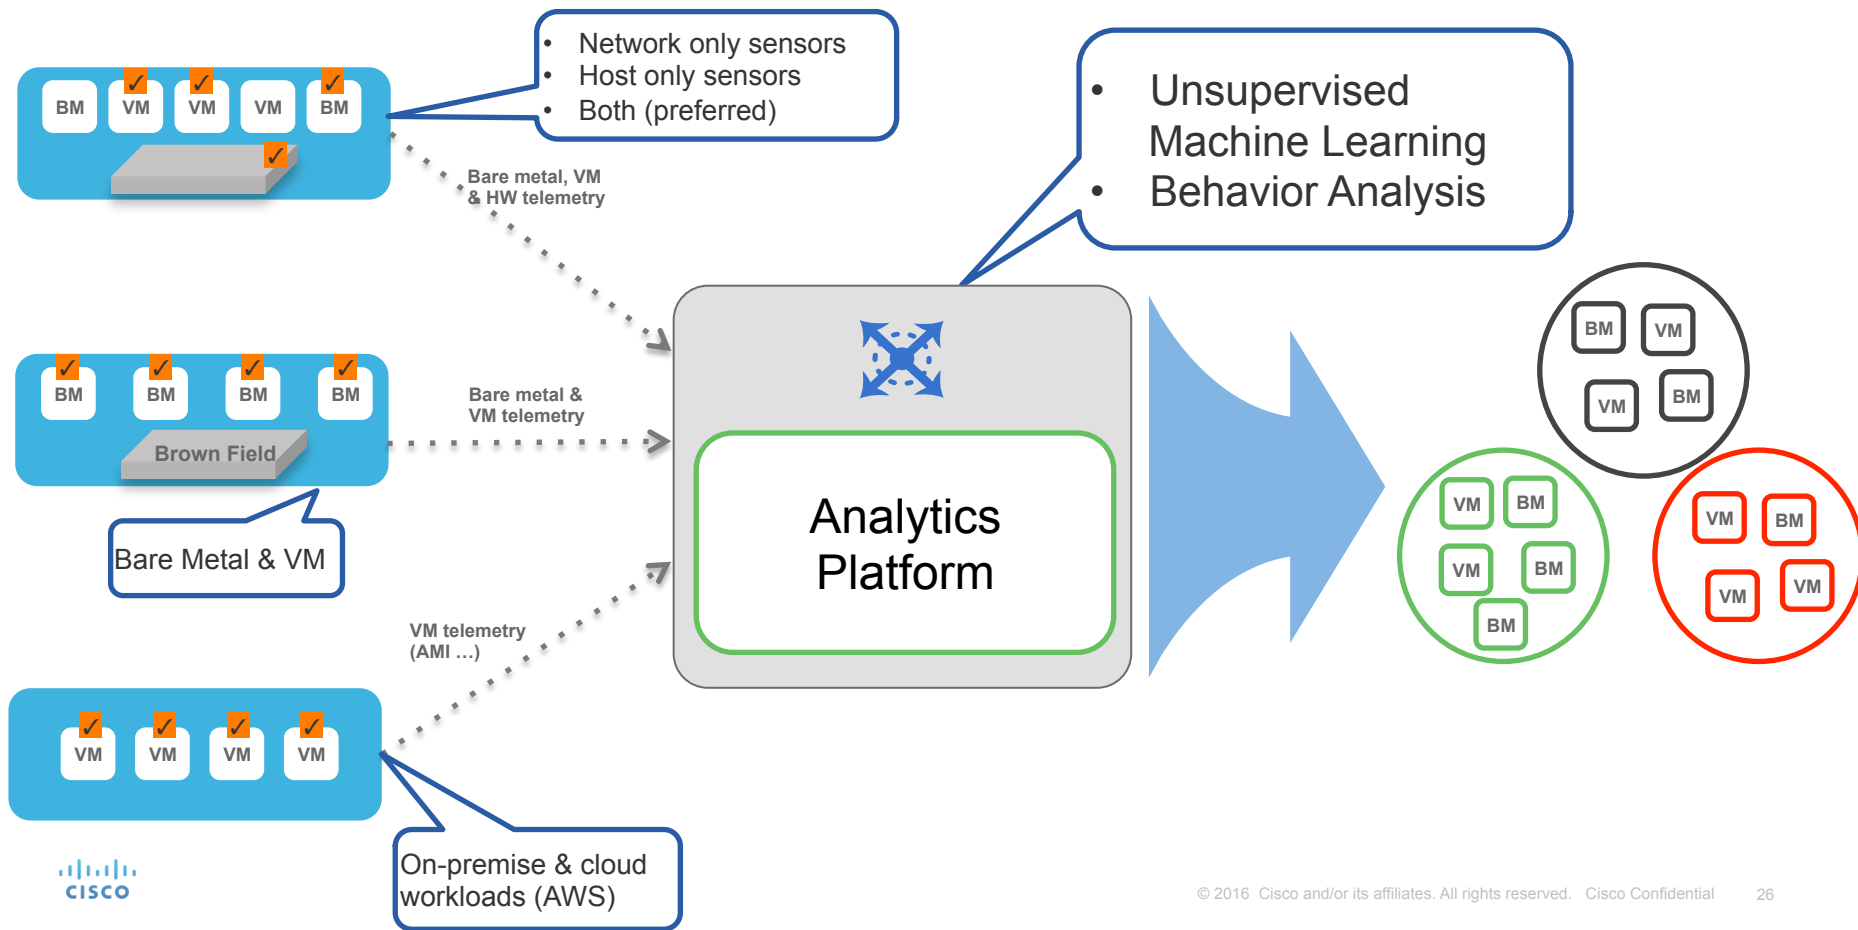 • Network only sensors
• Host only sensors
• Both (preferred)
• Unsupervised
Machine Learning
• Behavior Analysis
✓ ✓ ✓
BM VM VM VM BM
✓
Bare metal, VM
& HW telemetry
✓ ✓ ✓ ✓
BM BM BM BM
Brown Field
Bare metal &
VM telemetry
Bare Metal & VM
VM telemetry
(AMI ...)
✓ ✓ ✓ ✓
VM VM VM VM
On-premise & cloud
workloads (AWS)
Analytics
Platform
BM VM
VM BM
VM BM
VM BM
BM
VM BM
VM VM
CISCO
© 2016 Cisco and/or its affiliates. All rights reserved. Cisco Confidential 26